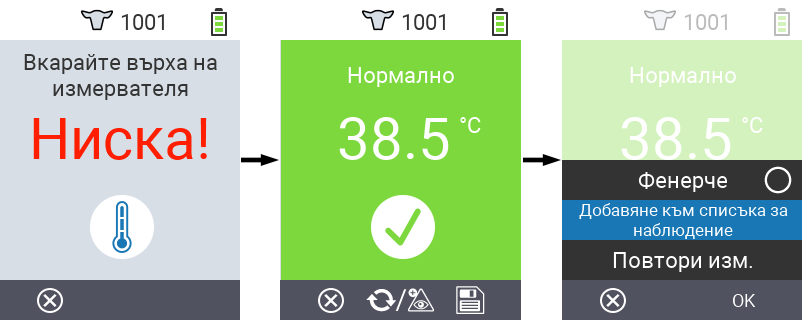 1001
Вкарайте върха на
измервателя
Ниска!
1001
Нормално
38.5 °C
/
1001
Нормално
38.5 °C
Фенерче
Добавяне към списъка за
наблюдение
Повтори изм.
OK